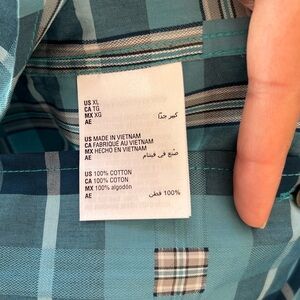 US XL
CA TG
MX XG
AE كبير جدًا
US MADE IN VIETNAM
CA FABRIQUÉ AU VIETNAM
MX HECHO EN VIETNAM
AE صنع في فيتنام
US 100% COTTON
CA 100% COTON
MX 100% algodón
AE 100% قطن